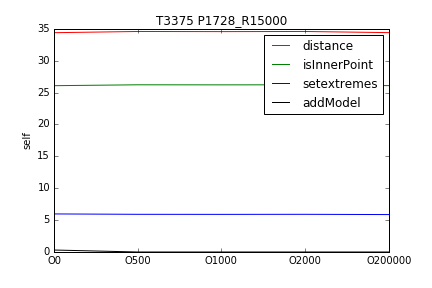 T3375 P1728_R15000
35
30
25
20
15
10
5
0
self
distance
isInnerPoint
setextremes
addModel
O0 O500 O1000 O2000 O200000